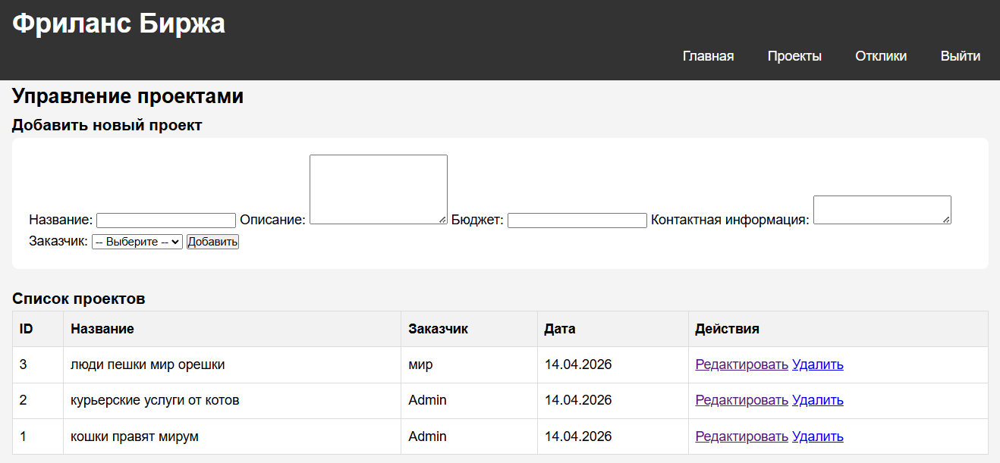 Фриланс Биржа
Главная Проекты Отклики Выйти
Управление проектами
Добавить новый проект
Название: Описание: Бюджет: Контактная информация:
Заказчик: -- Выберите -- Добавить
Список проектов
ID Название Заказчик Дата Действия
3 люди пешки мир орешки мир 14.04.2026 Редактировать Удалить
2 курьерские услуги от котов Admin 14.04.2026 Редактировать Удалить
1 кошки правят мирум Admin 14.04.2026 Редактировать Удалить